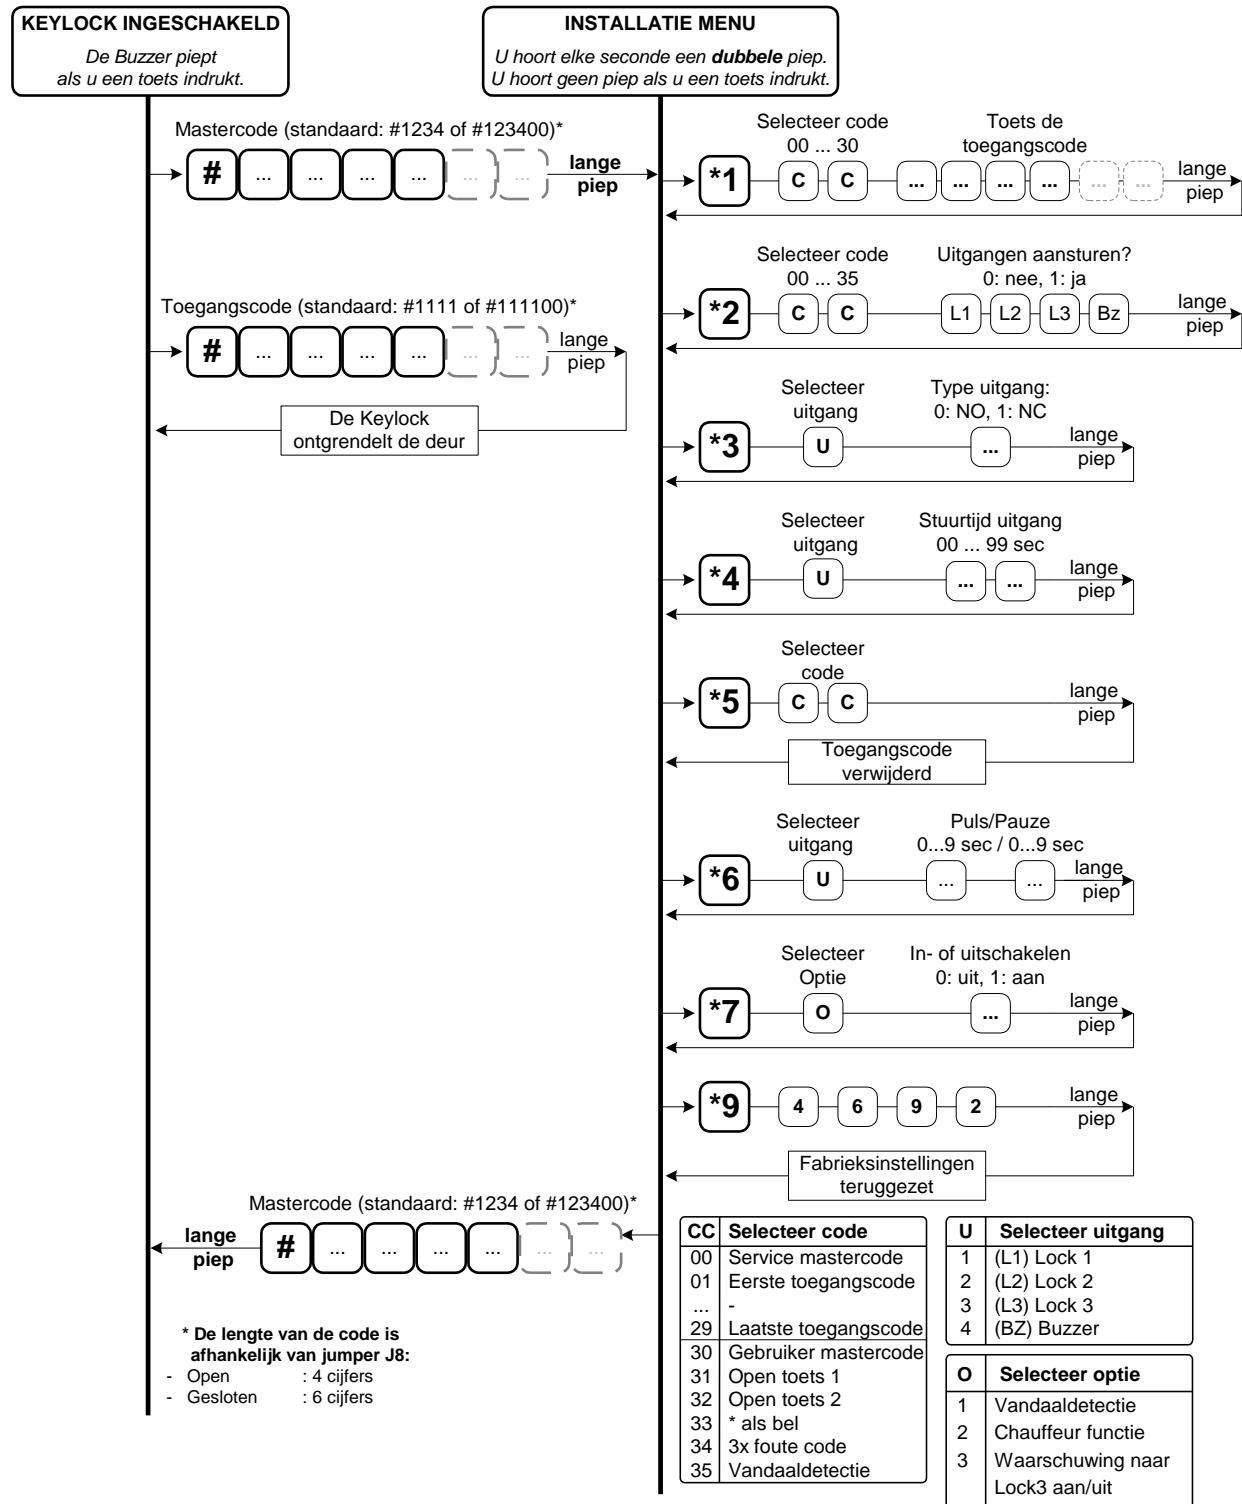 KEYLOCK INGESCHAKELD
De Buzzer piept
als u een toets indrukt.
INSTALLATIE MENU
U hoort elke seconde een dubbele piep.
U hoort geen piep als u een toets indrukt.
Mastercode (standaard: #1234 of #123400)*
# ... ... ... ... ... ...
lange
piep
Toegangscode (standaard: #1111 of #111100)*
# ... ... ... ... ... ...
lange
piep
De Keylock
ontgrendelt de deur
Selecteer code
00 ... 30
Toets de
toegangscode
*1 C C ... ... ... ... ... ...
lange
piep
Selecteer code
00 ... 35
Uitgangen aansturen?
0: nee, 1: ja
*2 C C L1 L2 L3 Bz
lange
piep
Selecteer
uitgang
Type uitgang:
0: NO, 1: NC
*3 U ...
lange
piep
Selecteer
uitgang
Stuurtijd uitgang
00 ... 99 sec
*4 U ... ...
lange
piep
Selecteer
code
*5 C C
lange
piep
Toegangscode
verwijderd
Selecteer
uitgang
Puls/Pauze
0...9 sec / 0...9 sec
*6 U ... ...
lange
piep
Selecteer
Optie
In- of uitschakelen
0: uit, 1: aan
*7 O ...
lange
piep
*9 4 6 9 2
lange
piep
Fabrieksinstellingen
teruggezet
Mastercode (standaard: #1234 of #123400)*
lange
piep
# ... ... ... ... ... ...
* De lengte van de code is
afhankelijk van jumper J8:
- Open : 4 cijfers
- Gesloten : 6 cijfers
CC Selecteer code
00 Service mastercode
01 Eerste toegangscode
... -
29 Laatste toegangscode
30 Gebruiker mastercode
31 Open toets 1
32 Open toets 2
33 * als bel
34 3x foute code
35 Vandaaldetectie
U Selecteer uitgang
1 (L1) Lock 1
2 (L2) Lock 2
3 (L3) Lock 3
4 (BZ) Buzzer
O Selecteer optie
1 Vandaaldetectie
2 Chauffeur functie
3 Waarschuwing naar
Lock3 aan/uit